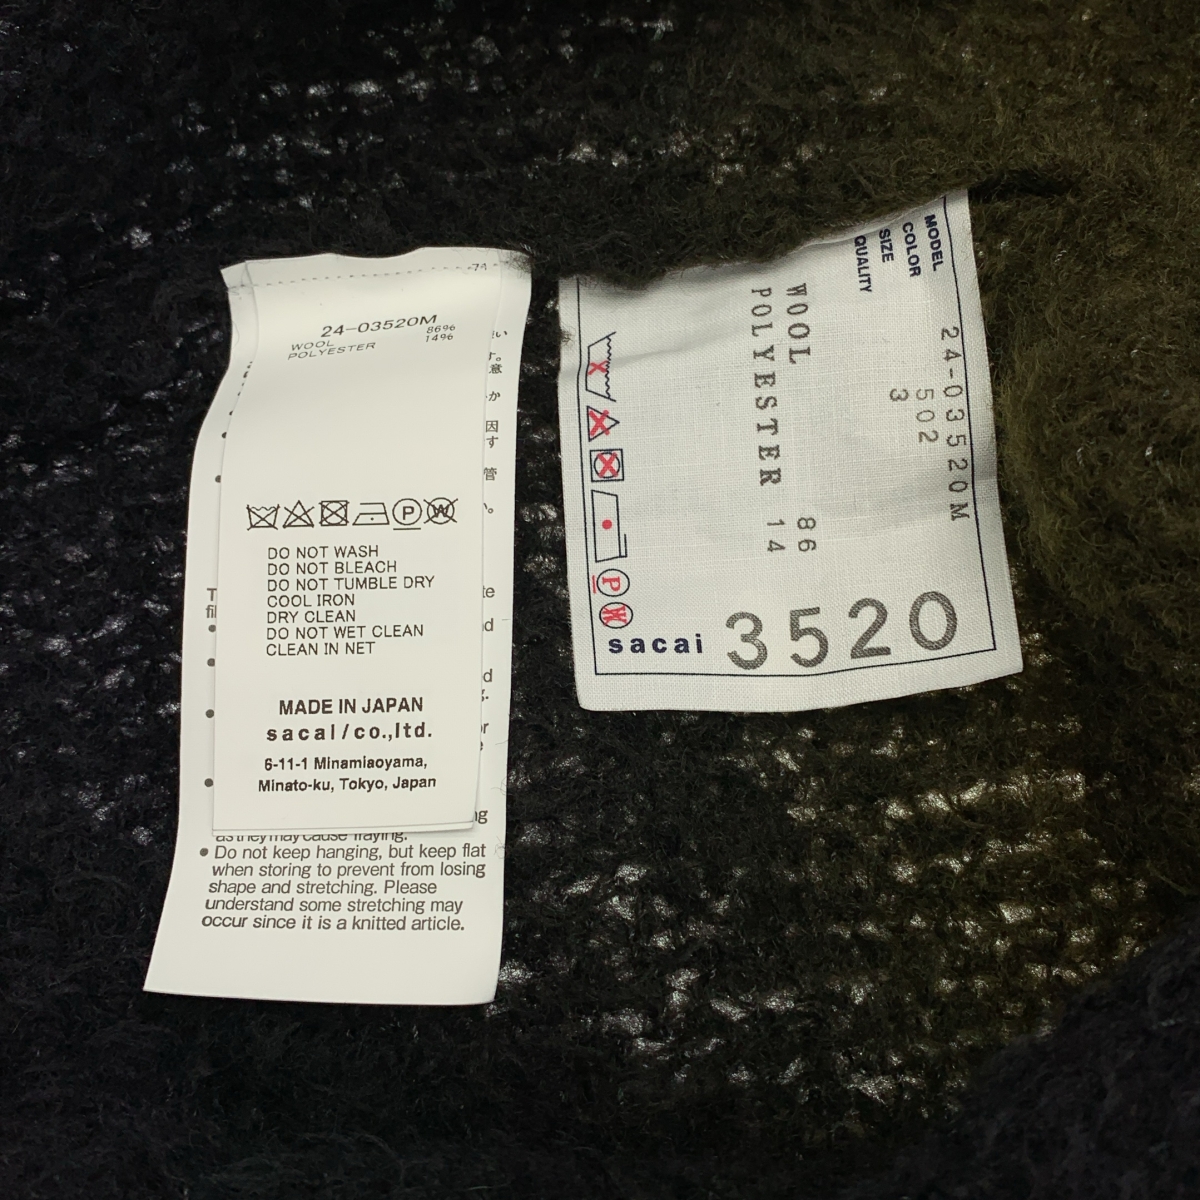 24-03520M
WOOL 86%
POLYESTER 14%
DO NOT WASH
DO NOT BLEACH
DO NOT TUMBLE DRY
COOL IRON
DRY CLEAN
DO NOT WET CLEAN
CLEAN IN NET
MADE IN JAPAN
sacai/co.,ltd.
6-11-1 Minamiaoyama,
Minato-ku, Tokyo, Japan
as they may cause fraying.
● Do not keep hanging, but keep flat
when storing to prevent from losing
shape and stretching. Please
understand some stretching may
occur since it is a knitted article.
MODEL 24-03520M
COLOR 502
SIZE 3
QUALITY
WOOL 86
POLYESTER 14
sacai 3520